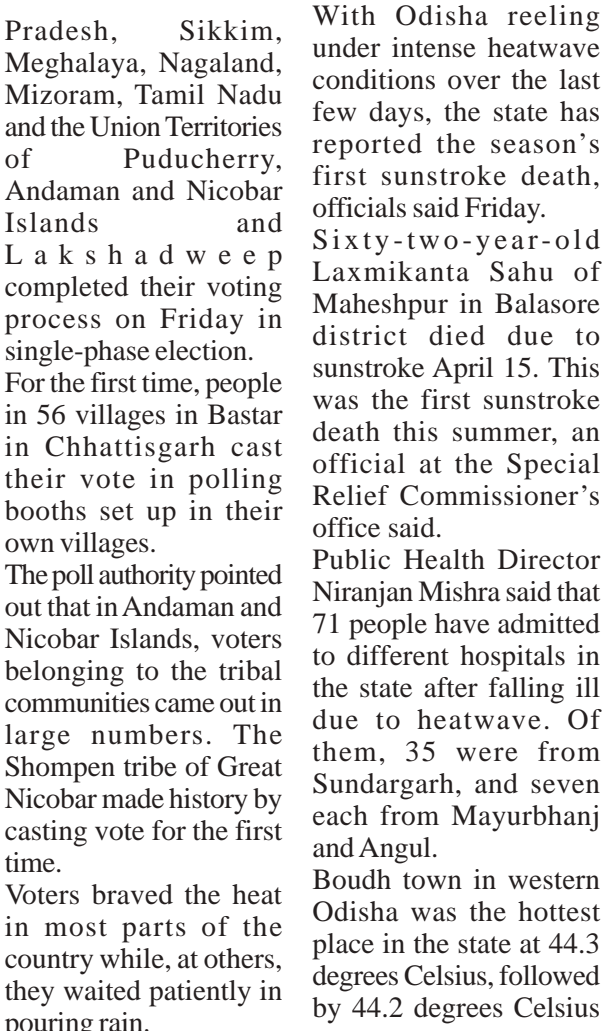 Pradesh, Sikkim,
Meghalaya, Nagaland,
Mizoram, Tamil Nadu
and the Union Territories
of Puducherry,
Andaman and Nicobar
Islands and
Lakshadweep
completed their voting
process on Friday in
single-phase election.
For the first time, people
in 56 villages in Bastar
in Chhattisgarh cast
their vote in polling
booths set up in their
own villages.
The poll authority pointed
out that in Andaman and
Nicobar Islands, voters
belonging to the tribal
communities came out in
large numbers. The
Shompen tribe of Great
Nicobar made history by
casting vote for the first
time.
Voters braved the heat
in most parts of the
country while, at others,
they waited patiently in
pouring rain.
With Odisha reeling
under intense heatwave
conditions over the last
few days, the state has
reported the season's
first sunstroke death,
officials said Friday.
Sixty-two-year-old
Laxmikanta Sahu of
Maheshpur in Balasore
district died due to
sunstroke April 15. This
was the first sunstroke
death this summer, an
official at the Special
Relief Commissioner's
office said.
Public Health Director
Niranjan Mishra said that
71 people have admitted
to different hospitals in
the state after falling ill
due to heatwave. Of
them, 35 were from
Sundargarh, and seven
each from Mayurbhanj
and Angul.
Boudh town in western
Odisha was the hottest
place in the state at 44.3
degrees Celsius, followed
by 44.2 degrees Celsius